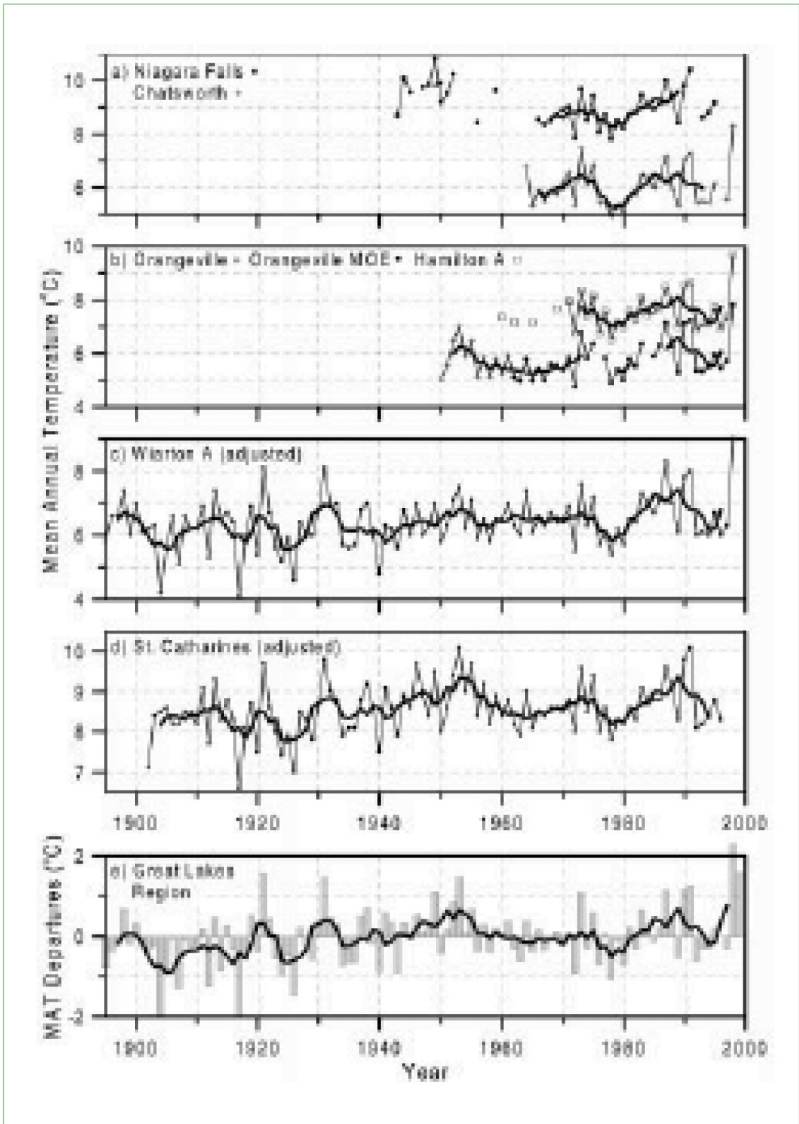 a) Niagara Falls •
Chatsworth •
10
8
6
b) Orangeville • Orangeville MOE • Hamilton A □
10
8
6
4
Mean Annual Temperature (°C)
c) Wiarton A (adjusted)
8
6
4
d) St. Catharines (adjusted)
10
9
8
7
1900 1920 1940 1960 1980 2000
e) Great Lakes
Region
2
0
-2
MAT Departures (°C)
1900 1920 1940 1960 1980 2000
Year